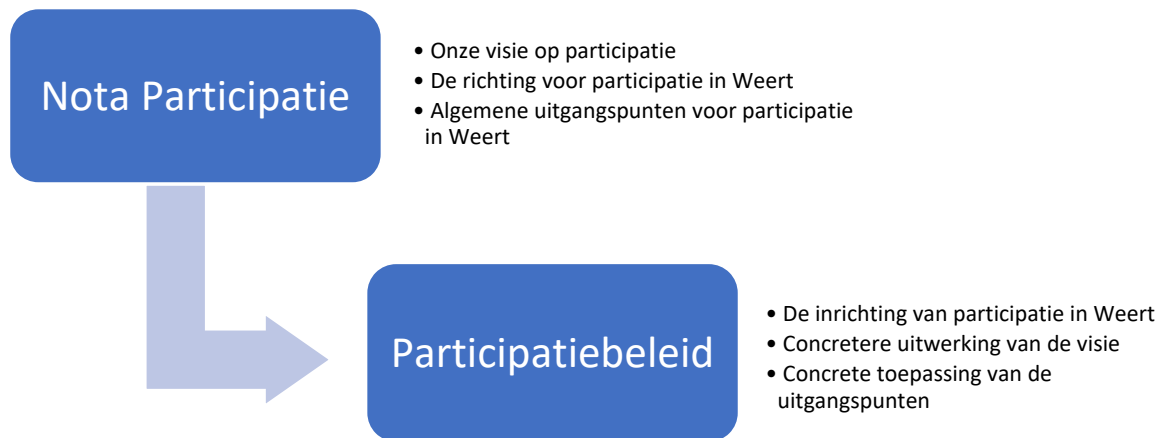 Nota Participatie
• Onze visie op participatie
• De richting voor participatie in Weert
• Algemene uitgangspunten voor participatie
in Weert
Participatiebeleid
• De inrichting van participatie in Weert
• Concretere uitwerking van de visie
• Concrete toepassing van de
uitgangspunten